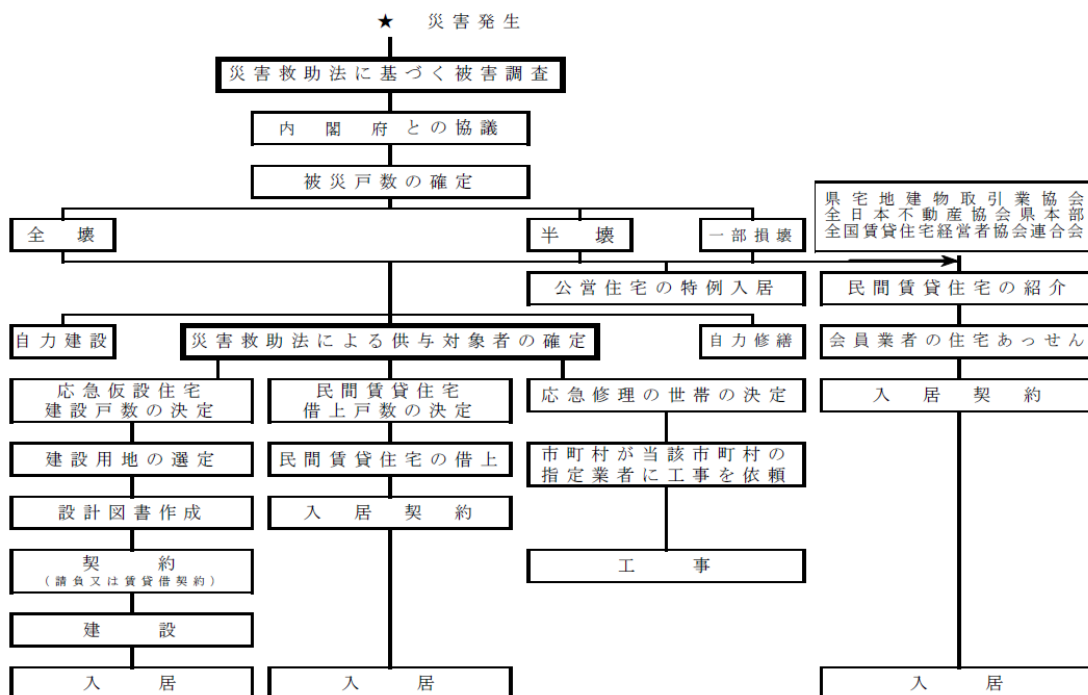 ★ 災害発生
災害救助法に基づく被害調査
内閣府との協議
被災戸数の確定
県宅地建物取引業協会
全日本不動産協会県本部
全国賃貸住宅経営者協会連合会
全壊
半壊
一部損壊
公営住宅の特例入居
民間賃貸住宅の紹介
自力建設
災害救助法による供与対象者の確定
自力修繕
会員業者の住宅あっせん
応急仮設住宅
建設戸数の決定
民間賃貸住宅
借上戸数の決定
応急修理の世帯の決定
入居契約
建設用地の選定
民間賃貸住宅の借上
市町村が当該市町村の
指定業者に工事を依頼
設計図書作成
入居契約
契約
(請負又は賃貸借契約)
工事
建設
入居
入居
入居